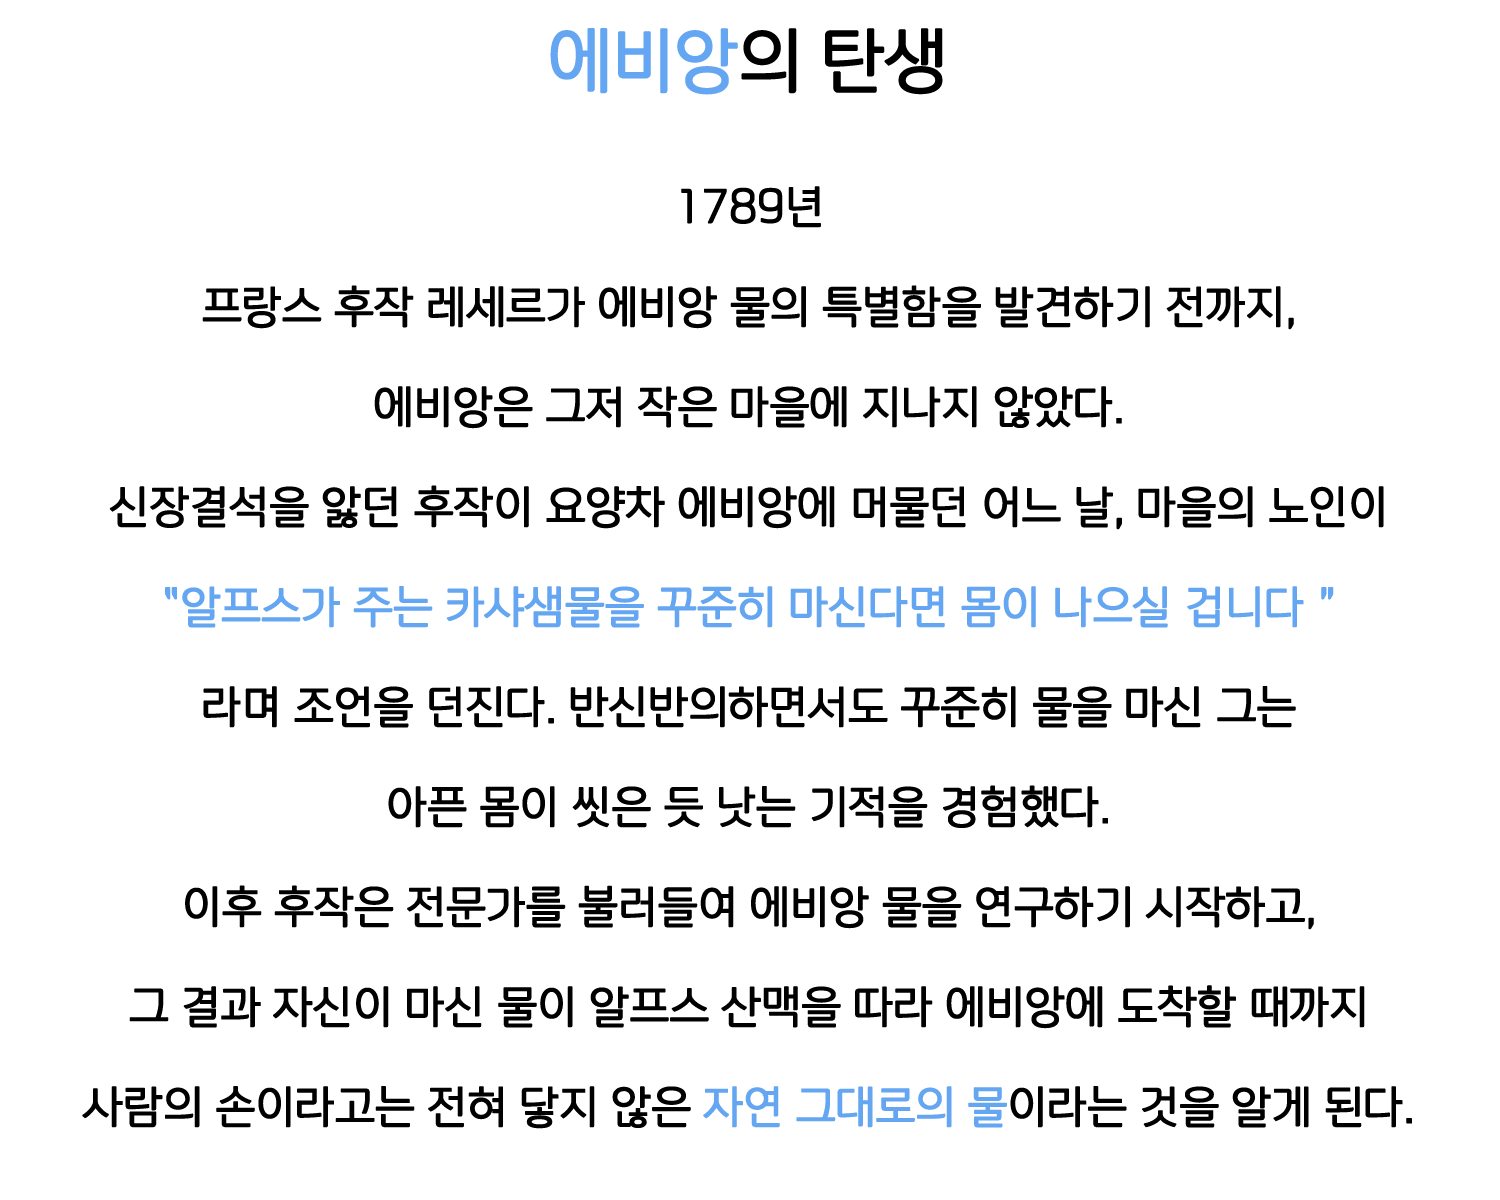 에비앙의 탄생
1789년
프랑스 후작 레세르가 에비앙 물의 특별함을 발견하기 전까지,
에비앙은 그저 작은 마을에 지나지 않았다.
신장결석을 앓던 후작이 요양차 에비앙에 머물던 어느 날, 마을의 노인이
"알프스가 주는 카샤샘물을 꾸준히 마신다면 몸이 나으실 겁니다 "
라며 조언을 던진다. 반신반의하면서도 꾸준히 물을 마신 그는
아픈 몸이 씻은 듯 낫는 기적을 경험했다.
이후 후작은 전문가를 불러들여 에비앙 물을 연구하기 시작하고,
그 결과 자신이 마신 물이 알프스 산맥을 따라 에비앙에 도착할 때까지
사람의 손이라고는 전혀 닿지 않은 자연 그대로의 물이라는 것을 알게 된다.